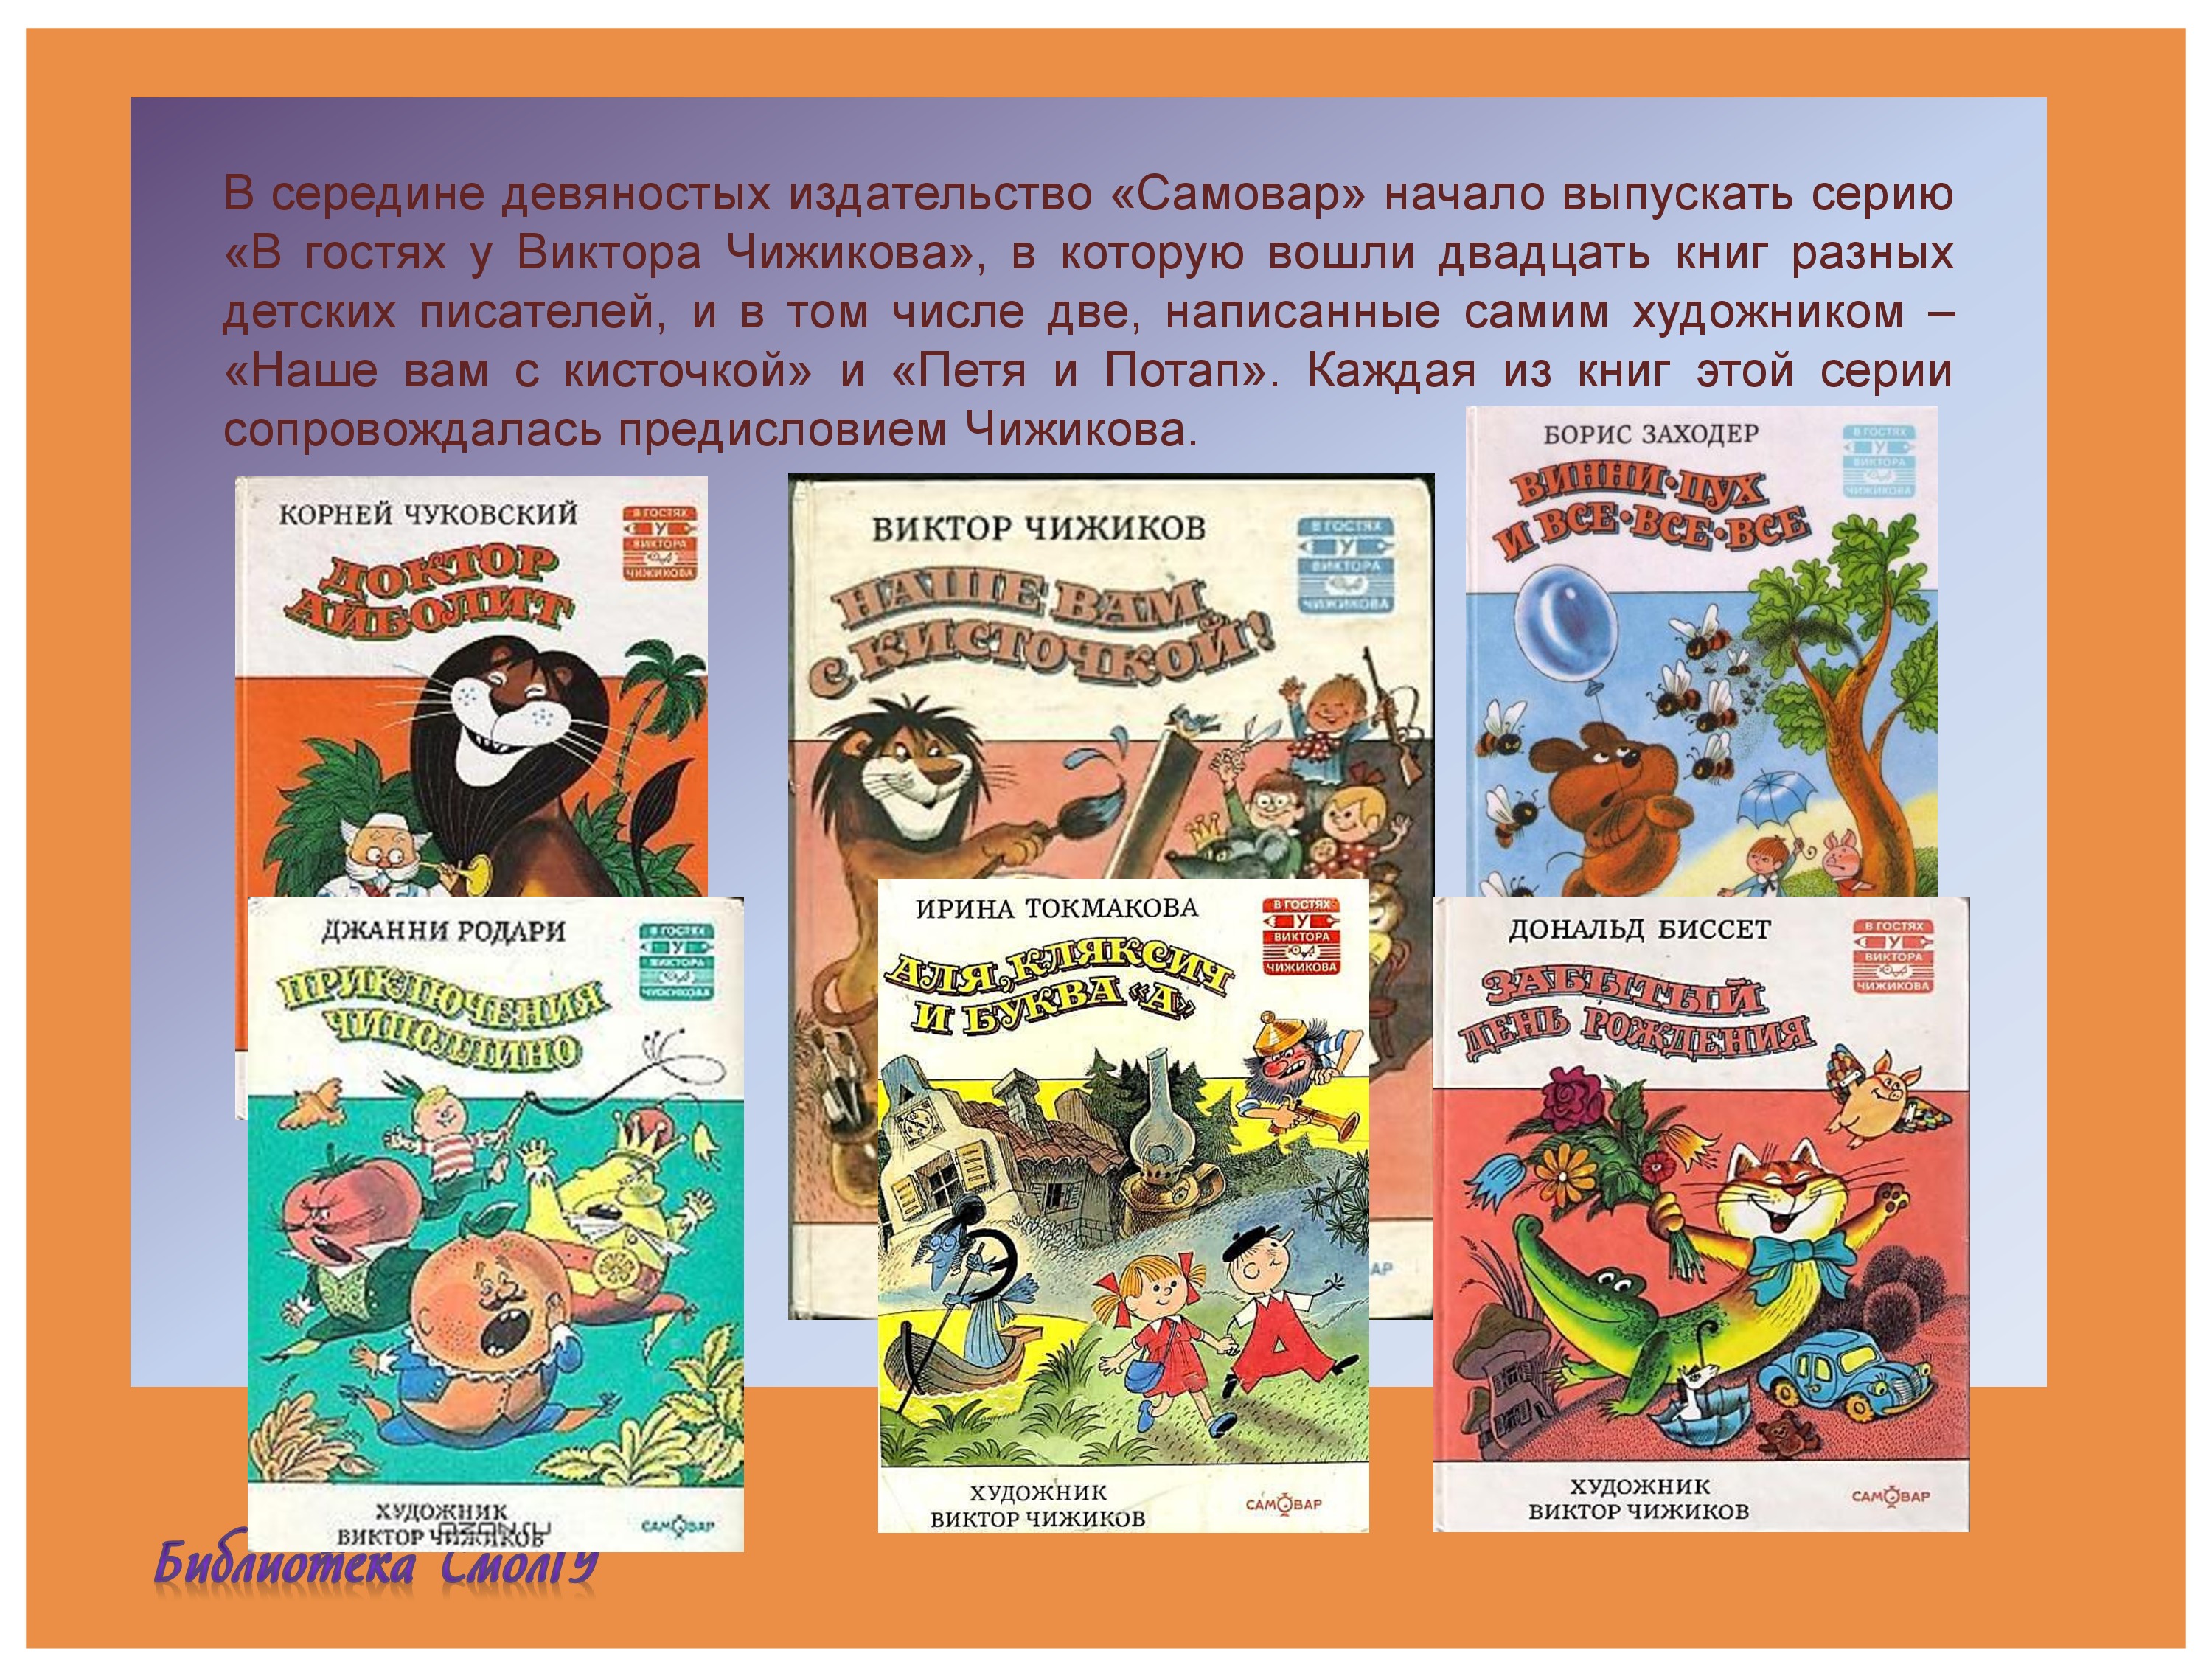 В середине девяностых издательство «Самовар» начало выпускать серию
«В гостях у Виктора Чижикова», в которую вошли двадцать книг разных
детских писателей, и в том числе две, написанные самим художником –
«Наше вам с кисточкой» и «Петя и Потап». Каждая из книг этой серии
сопровождалась предисловием Чижикова.
КОРНЕЙ ЧУКОВСКИЙ
ДОКТОР
АЙБОЛИТ
В ГОСТЯХ
У
ВИКТОРА
ЧИЖИКОВА
ВИКТОР ЧИЖИКОВ
НАШЕ ВАМ
С КИСТОЧКОЙ!
В ГОСТЯХ
У
ВИКТОРА
ЧИЖИКОВА
БОРИС ЗАХОДЕР
ВИННИ-ПУХ
И ВСЕ-ВСЕ-ВСЕ
В ГОСТЯХ
У
ВИКТОРА
ЧИЖИКОВА
ДЖАННИ РОДАРИ
ПРИКЛЮЧЕНИЯ
ЧИПОЛЛИНО
В ГОСТЯХ
У
ВИКТОРА
ЧИЖИКОВА
ХУДОЖНИК
ВИКТОР ЧИЖИКОВ
САМОВАР
ИРИНА ТОКМАКОВА
АЛЯ, КЛЯКСИЧ
И БУКВА «А»
В ГОСТЯХ
У
ВИКТОРА
ЧИЖИКОВА
А
ХУДОЖНИК
ВИКТОР ЧИЖИКОВ
САМОВАР
ДОНАЛЬД БИССЕТ
ЗАБЫТЫЙ
ДЕНЬ РОЖДЕНИЯ
В ГОСТЯХ
У
ВИКТОРА
ЧИЖИКОВА
ХУДОЖНИК
ВИКТОР ЧИЖИКОВ
САМОВАР
Библиотека СмолГУ